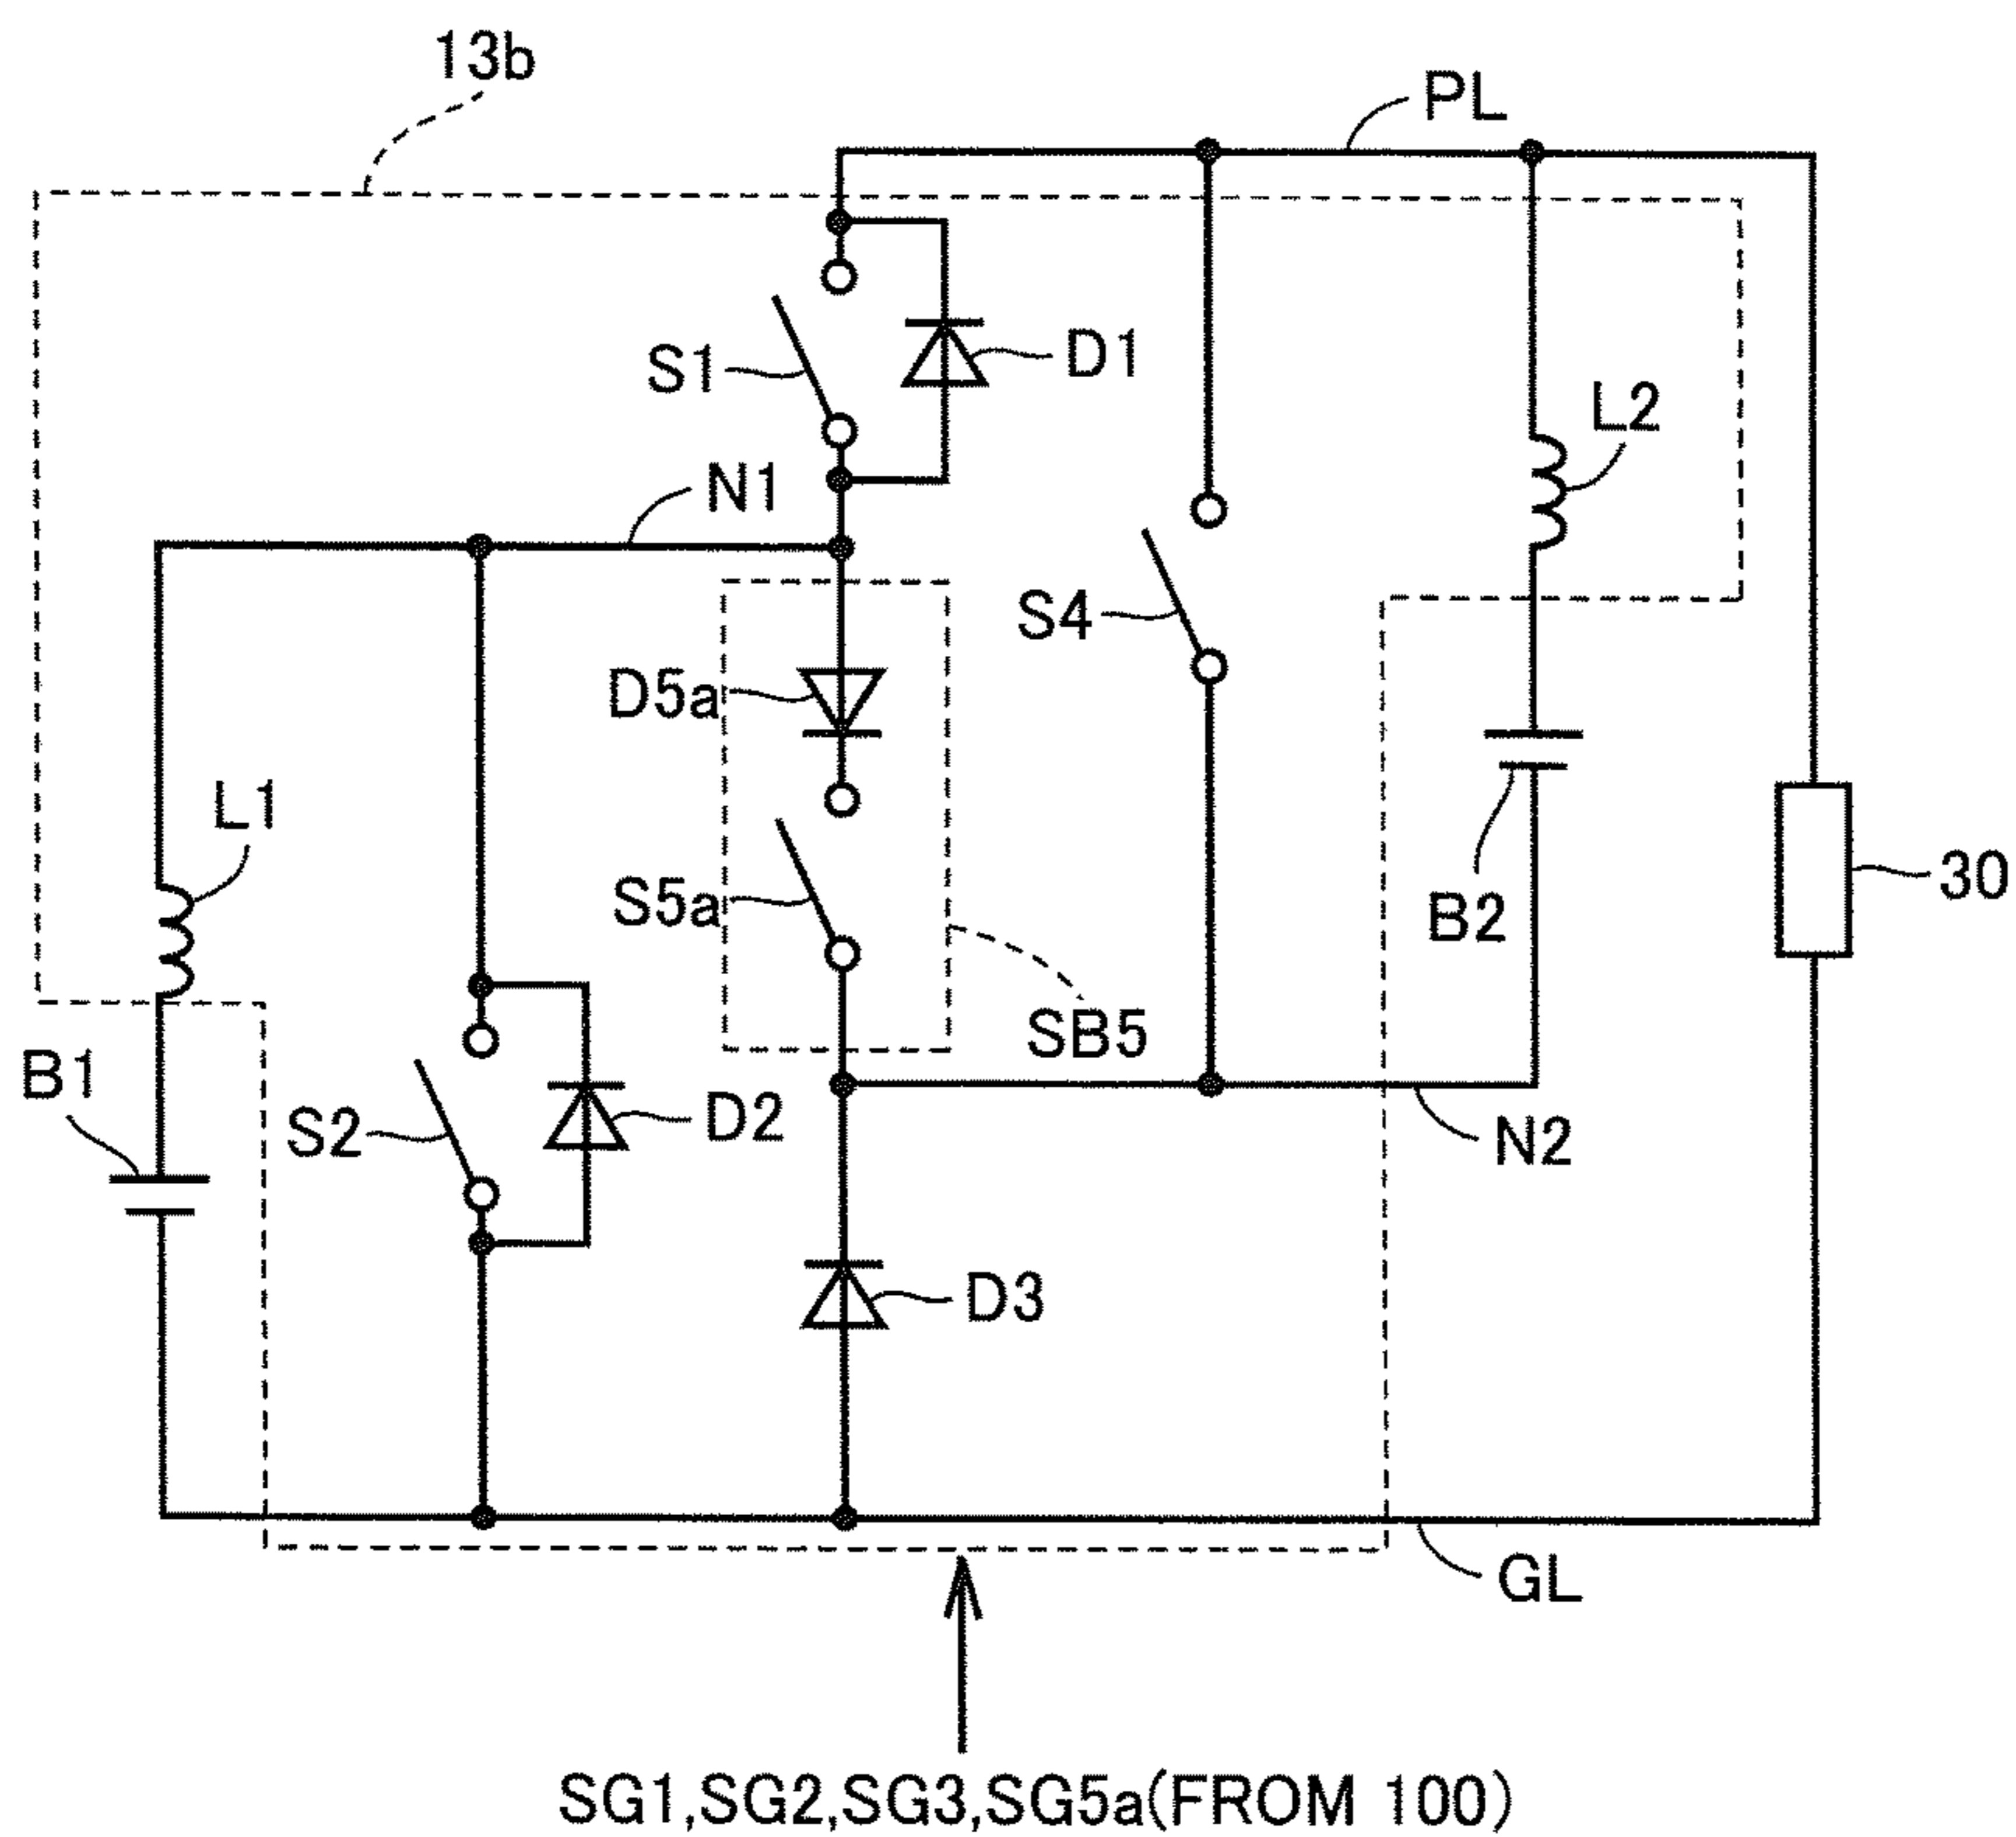 13b
PL
D1
S1
L2
N1
S4
D5a
L1
S5a
B2
30
SB5
B1
S2
D2
N2
D3
GL
SG1,SG2,SG3,SG5a(FROM 100)